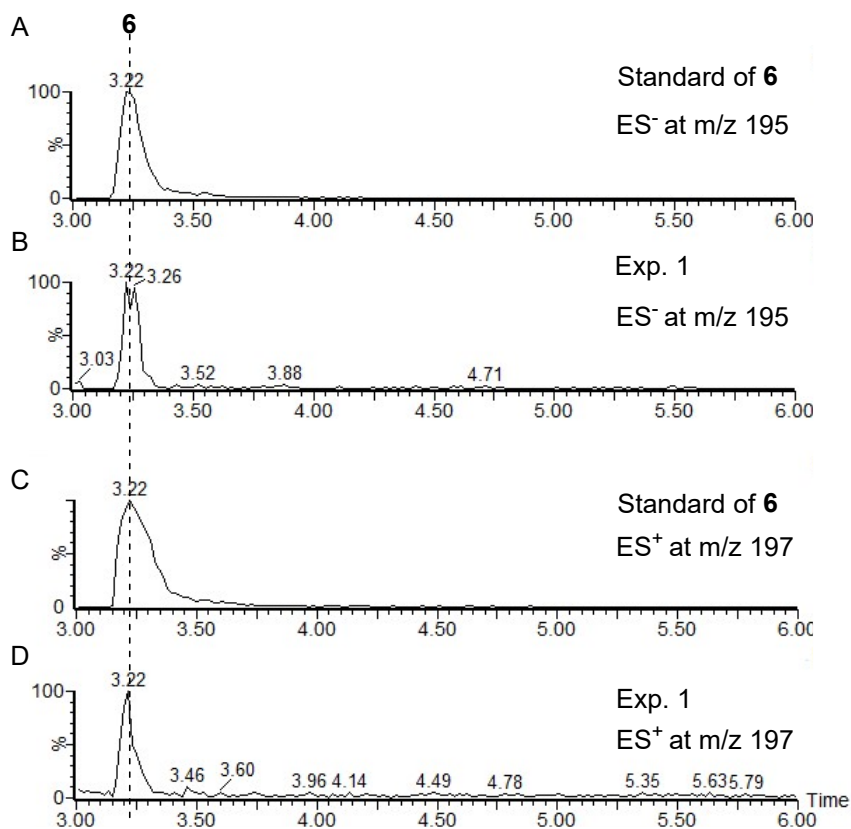 A
6
3.22
100
%
0
Standard of 6
ES- at m/z 195
3.00 3.50 4.00 4.50 5.00 5.50 6.00
B
3.22 3.26
100
%
0
3.03 3.52 3.88 4.71
Exp. 1
ES- at m/z 195
3.00 3.50 4.00 4.50 5.00 5.50 6.00
C
3.22
%
0
Standard of 6
ES+ at m/z 197
3.00 3.50 4.00 4.50 5.00 5.50 6.00
D
3.22
100
%
0
3.46 3.60 3.96 4.14 4.49 4.78 5.35 5.63 5.79
Exp. 1
ES+ at m/z 197
Time
3.00 3.50 4.00 4.50 5.00 5.50 6.00